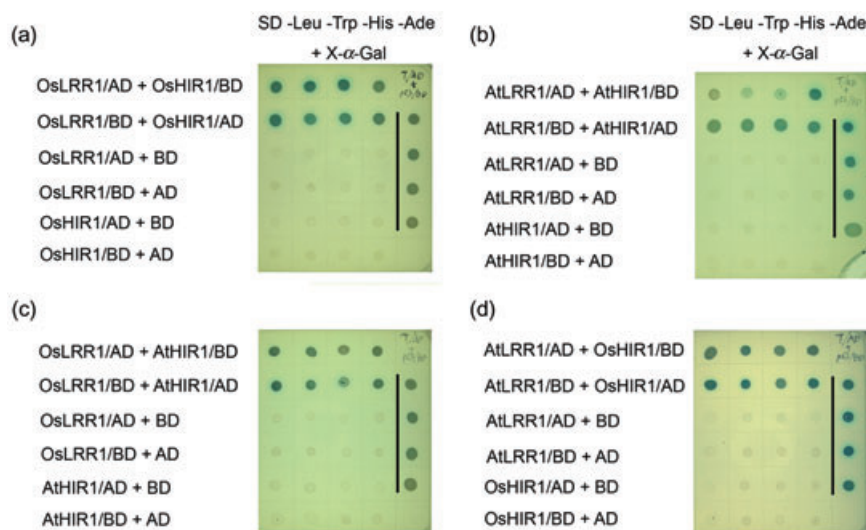 (a)
SD -Leu -Trp -His -Ade
+ X-α-Gal
OsLRR1/AD + OsHIR1/BD
OsLRR1/BD + OsHIR1/AD
OsLRR1/AD + BD
OsLRR1/BD + AD
OsHIR1/AD + BD
OsHIR1/BD + AD
(b)
SD -Leu -Trp -His -Ade
+ X-α-Gal
AtLRR1/AD + AtHIR1/BD
AtLRR1/BD + AtHIR1/AD
AtLRR1/AD + BD
AtLRR1/BD + AD
AtHIR1/AD + BD
AtHIR1/BD + AD
(c)
OsLRR1/AD + AtHIR1/BD
OsLRR1/BD + AtHIR1/AD
OsLRR1/AD + BD
OsLRR1/BD + AD
AtHIR1/AD + BD
AtHIR1/BD + AD
(d)
AtLRR1/AD + OsHIR1/BD
AtLRR1/BD + OsHIR1/AD
AtLRR1/AD + BD
AtLRR1/BD + AD
OsHIR1/AD + BD
OsHIR1/BD + AD